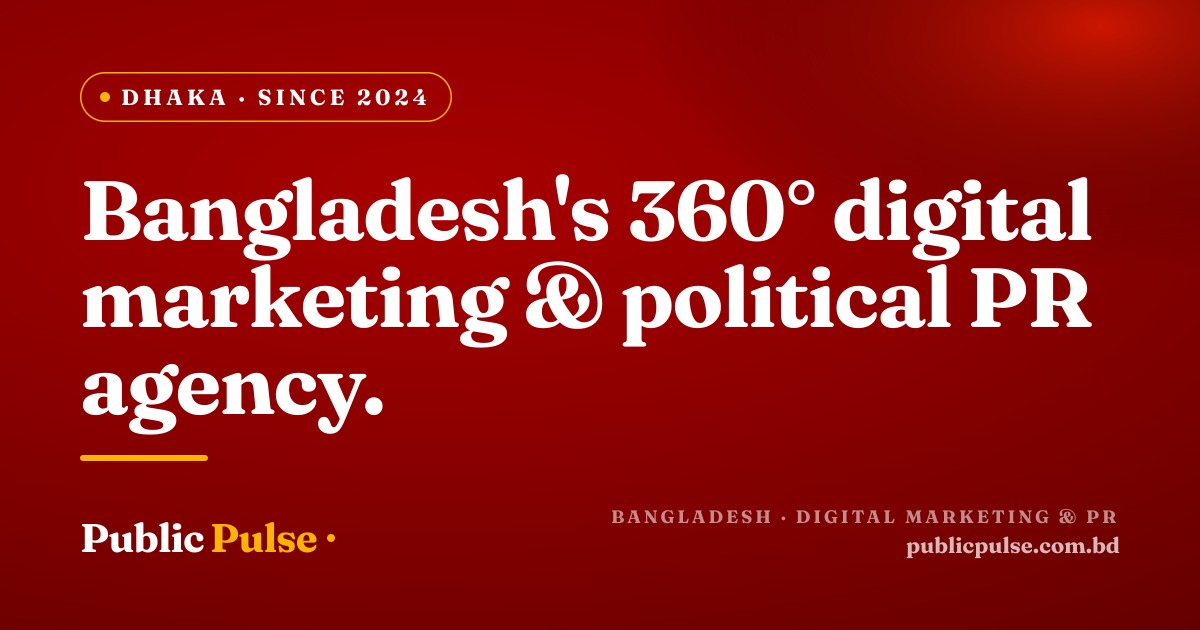 DHAKA · SINCE 2024
Bangladesh's 360° digital
marketing & political PR
agency.
Public Pulse ·
BANGLADESH · DIGITAL MARKETING & PR
publicpulse.com.bd